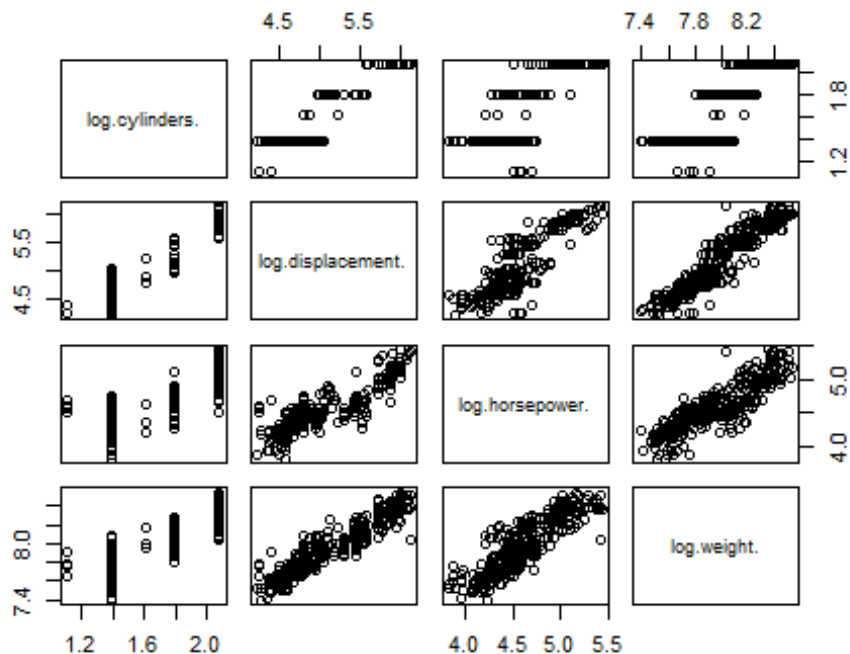 4.5 5.5 7.4 7.8 8.2
log.cylinders.
1.2 1.8
4.5 5.5
log.displacement.
log.horsepower.
4.0 5.0
7.4 8.0
log.weight.
1.2 1.6 2.0 4.0 4.5 5.0 5.5